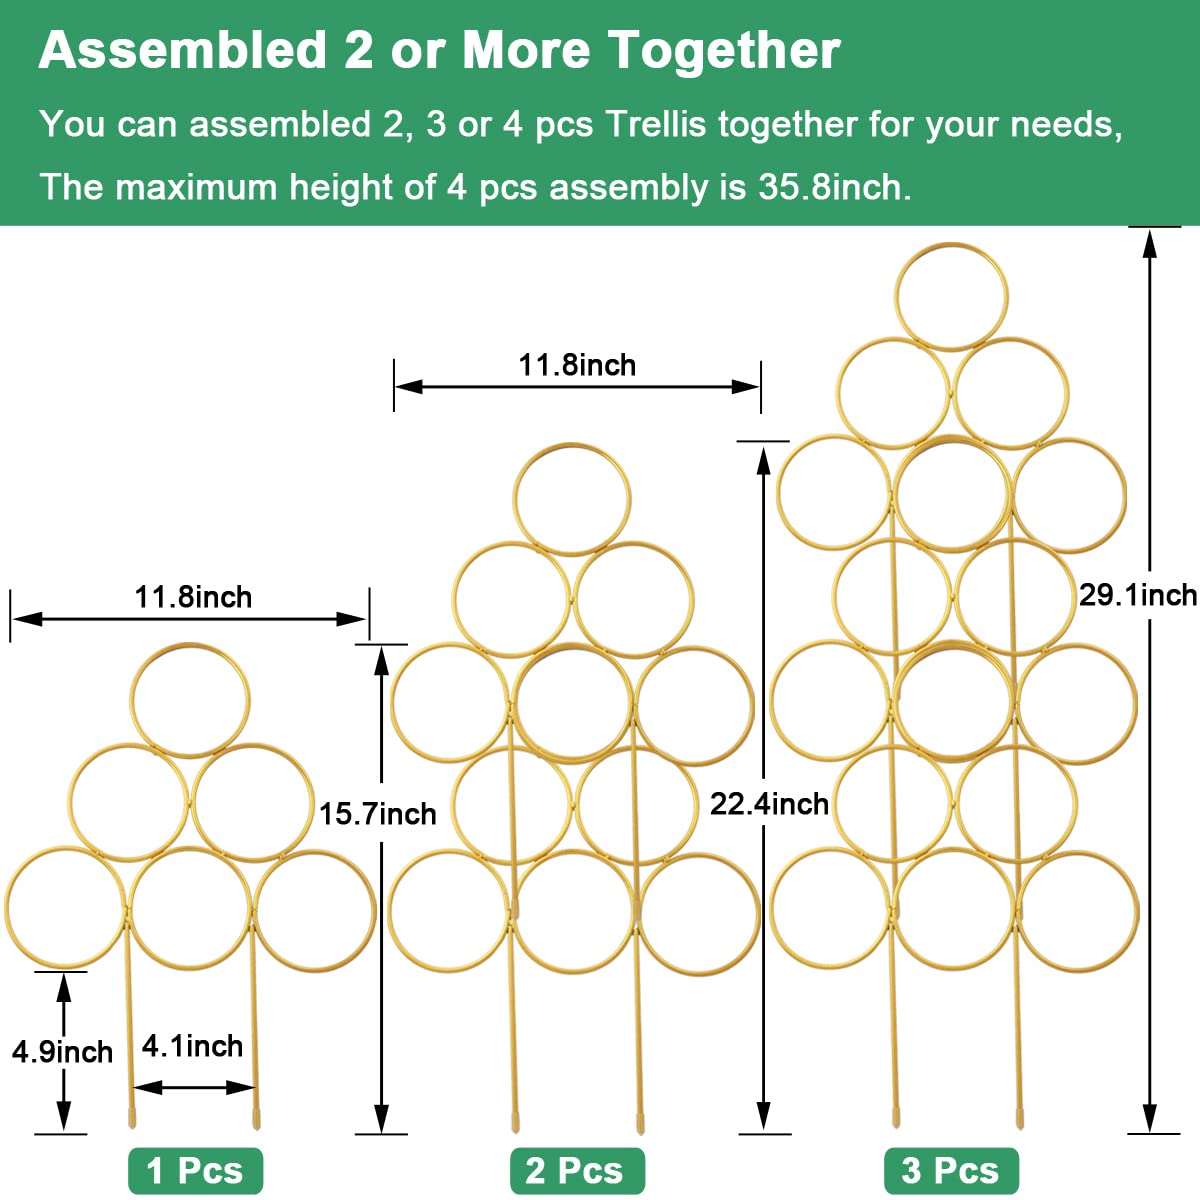 Assembled 2 or More Together
You can assembled 2, 3 or 4 pcs Trellis together for your needs,
The maximum height of 4 pcs assembly is 35.8inch.
11.8inch
11.8inch
29.1inch
22.4inch
15.7inch
4.9inch
4.1inch
1 Pcs
2 Pcs
3 Pcs